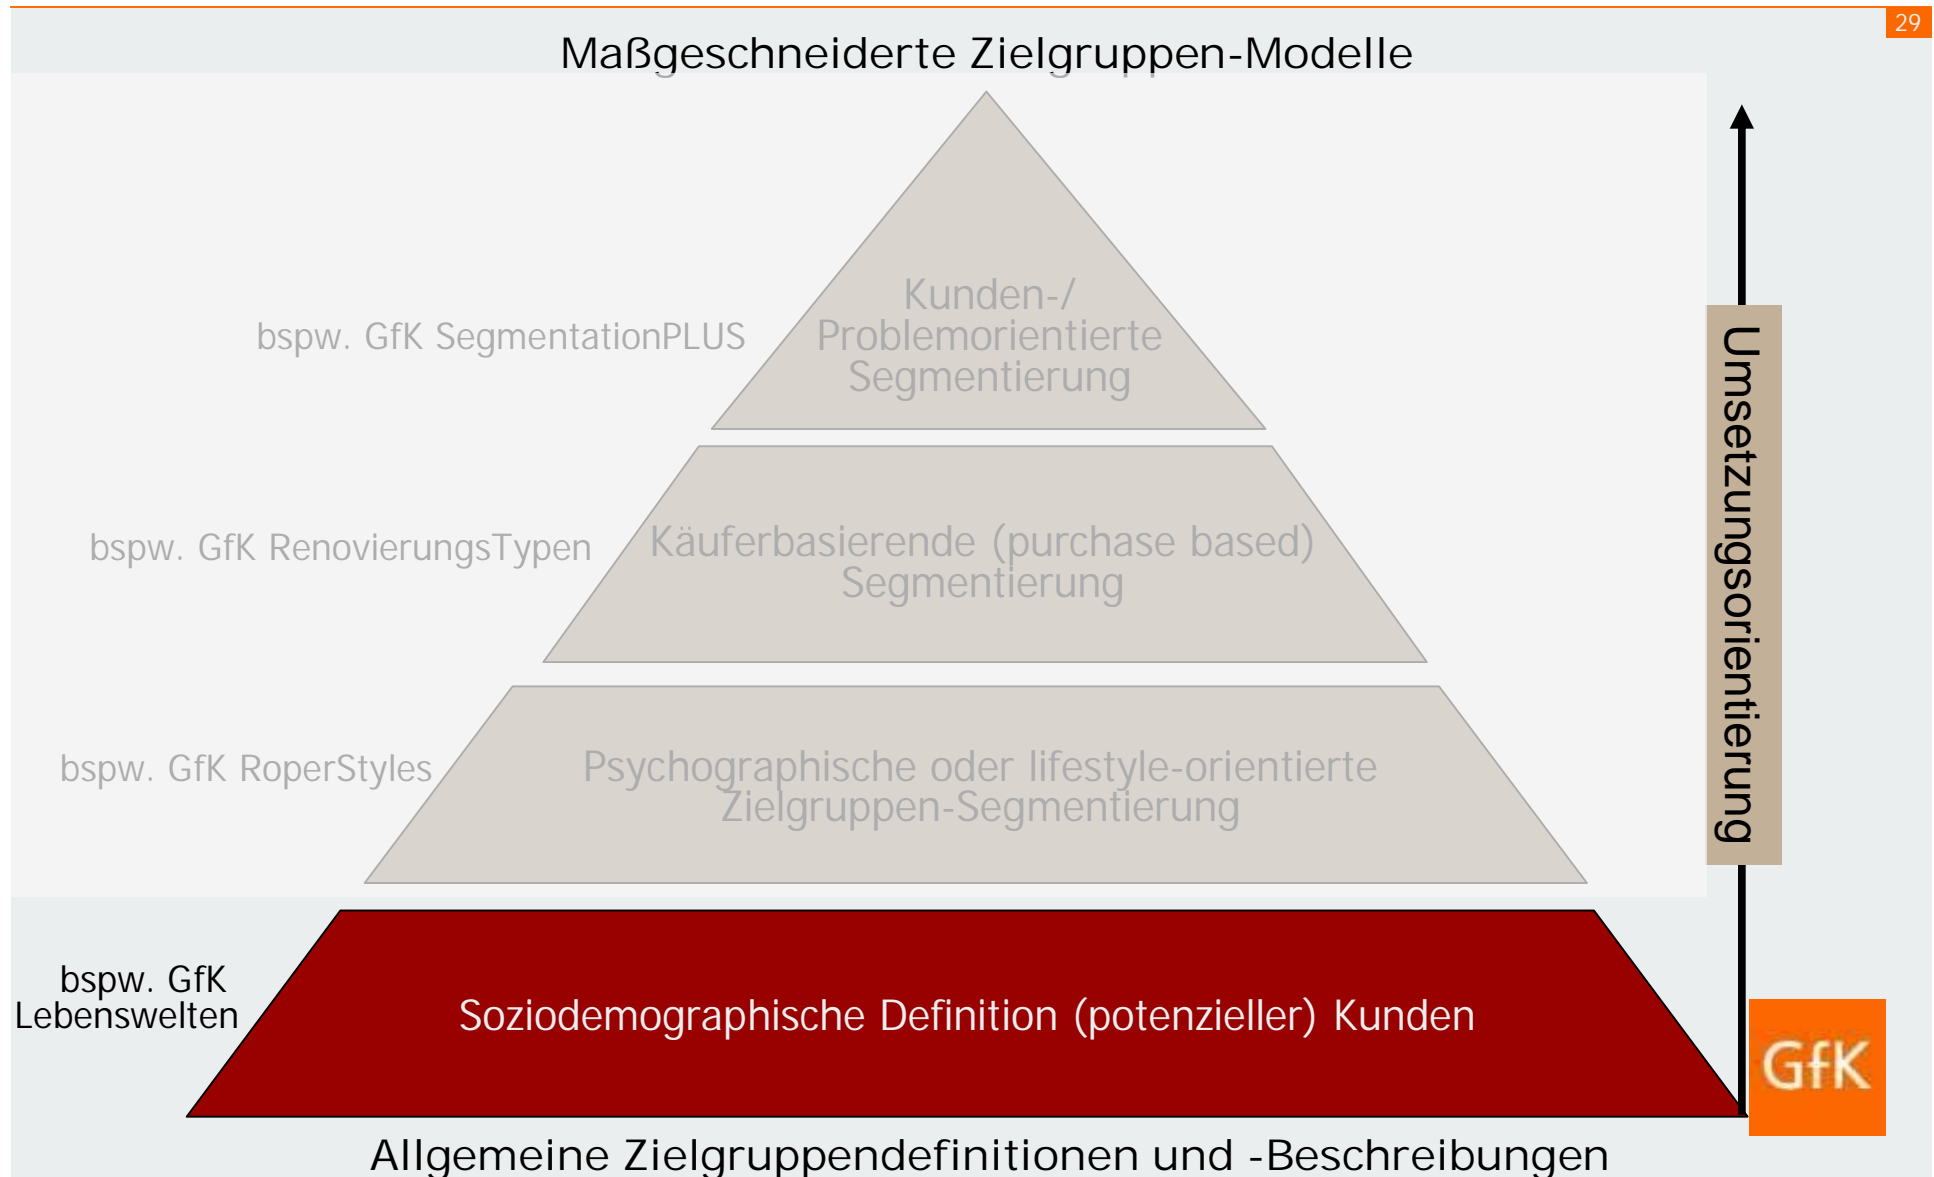 29
Maßgeschneiderte Zielgruppen-Modelle
Kunden-/
Problemorientierte
Segmentierung
bspw. GfK SegmentationPLUS
Käuferbasierende (purchase based)
Segmentierung
bspw. GfK RenovierungsTypen
Psychographische oder lifestyle-orientierte
Zielgruppen-Segmentierung
bspw. GfK RoperStyles
Soziodemographische Definition (potenzieller) Kunden
bspw. GfK
Lebenswelten
Umsetzungsorientierung
GfK
Allgemeine Zielgruppendefinitionen und -Beschreibungen